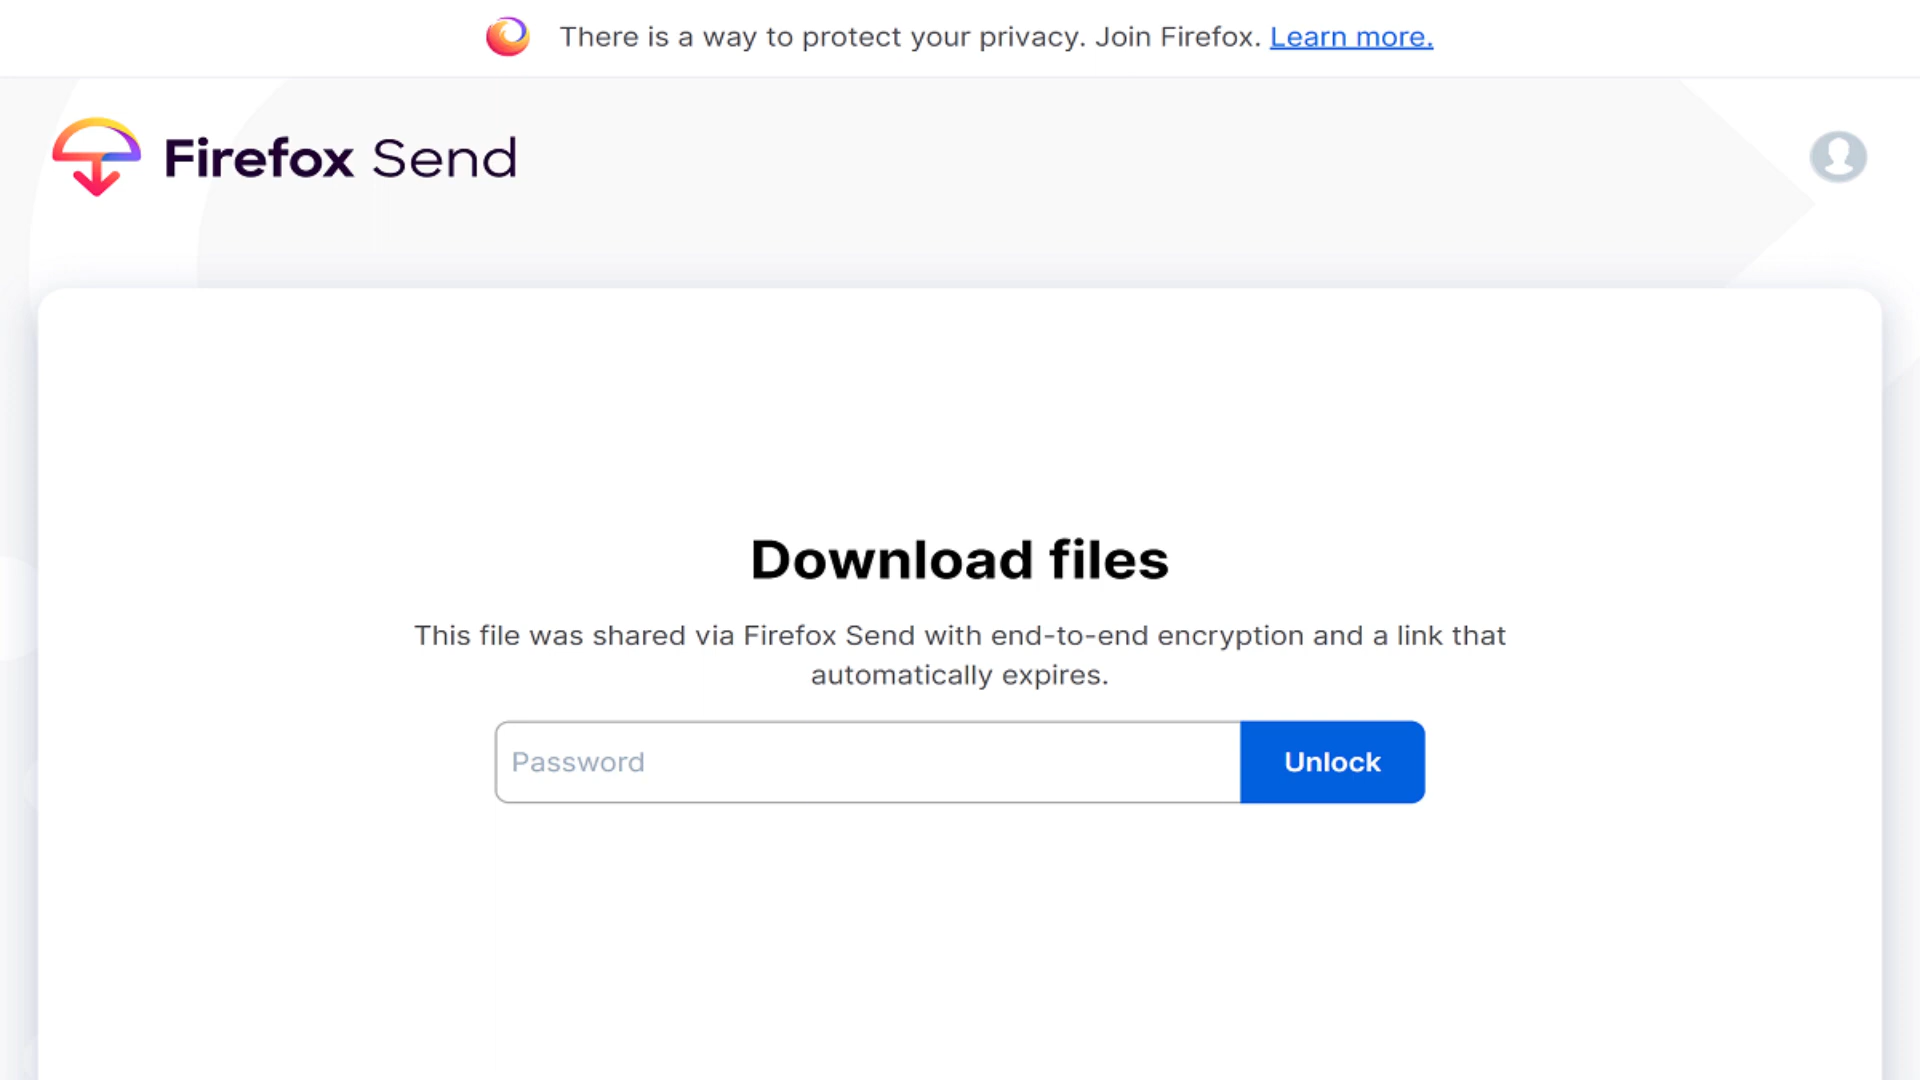 There is a way to protect your privacy. Join Firefox. Learn more.
Firefox Send
Download files
This file was shared via Firefox Send with end-to-end encryption and a link that
automatically expires.
Password
Unlock